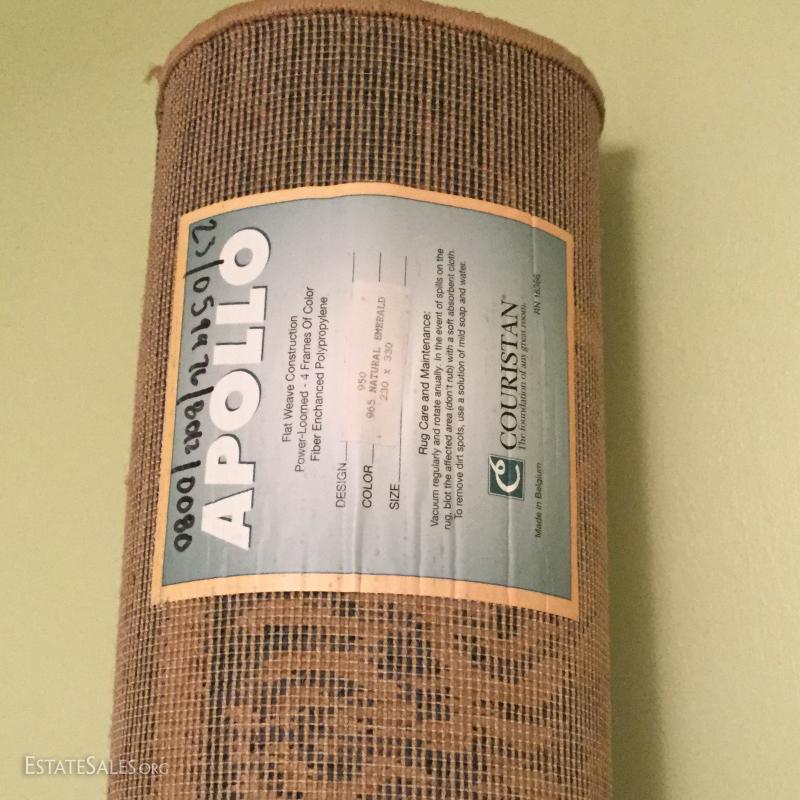 APOLLO
Flat Weave Construction
Power-Loomed - 4 Frames Of Color
Fiber Enchanced Polypropylene
DESIGN 950
COLOR 965 NATURAL EMERALD
SIZE 230 x 330
Rug Care and Maintenance:
Vacuum regularly and rotate anually. In the event of spills on the
rug, blot the affected area (don't rub) with a soft absorbent cloth.
To remove dirt spots, use a solution of mild soap and water.
COURISTAN®
The foundation of any great room.
Made in Belgium
RN 18366
ESTATESALES.ORG